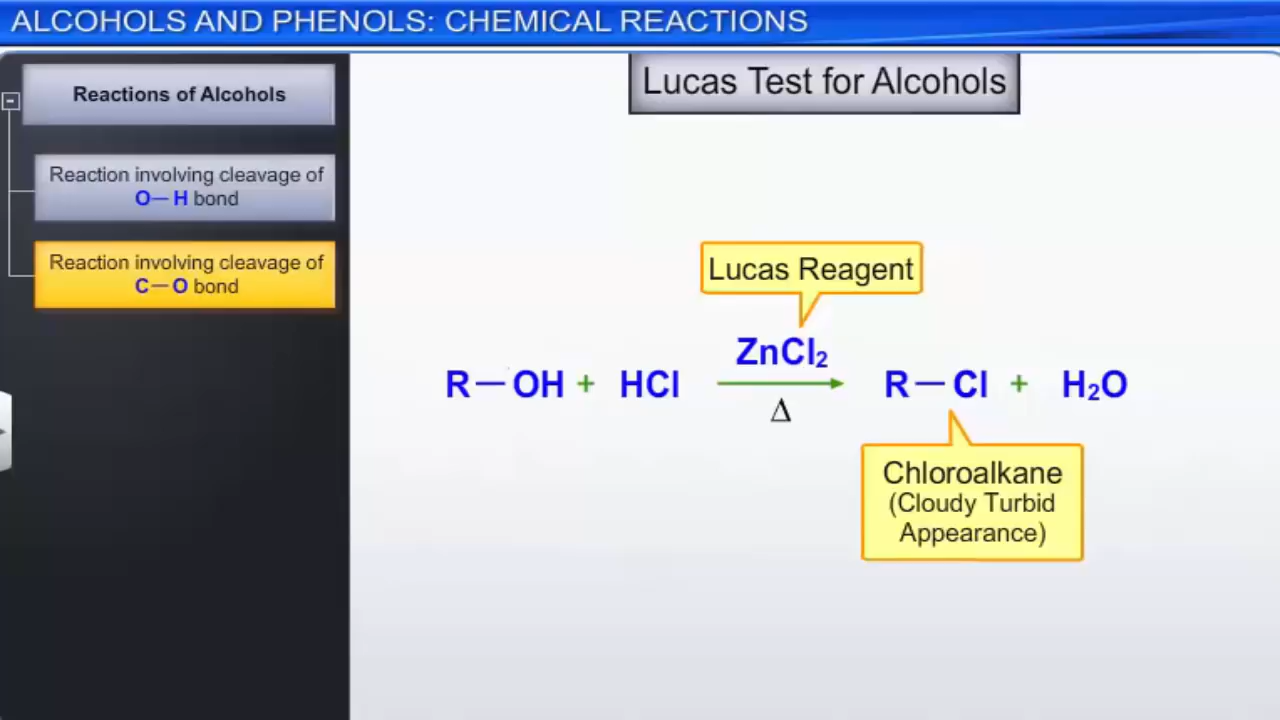 ALCOHOLS AND PHENOLS: CHEMICAL REACTIONS
Reactions of Alcohols
Reaction involving cleavage of
O—H bond
Reaction involving cleavage of
C—O bond
Lucas Test for Alcohols
Lucas Reagent
ZnCl₂
R—OH + HCl → R—Cl + H₂O
Δ
Chloroalkane
(Cloudy Turbid
Appearance)